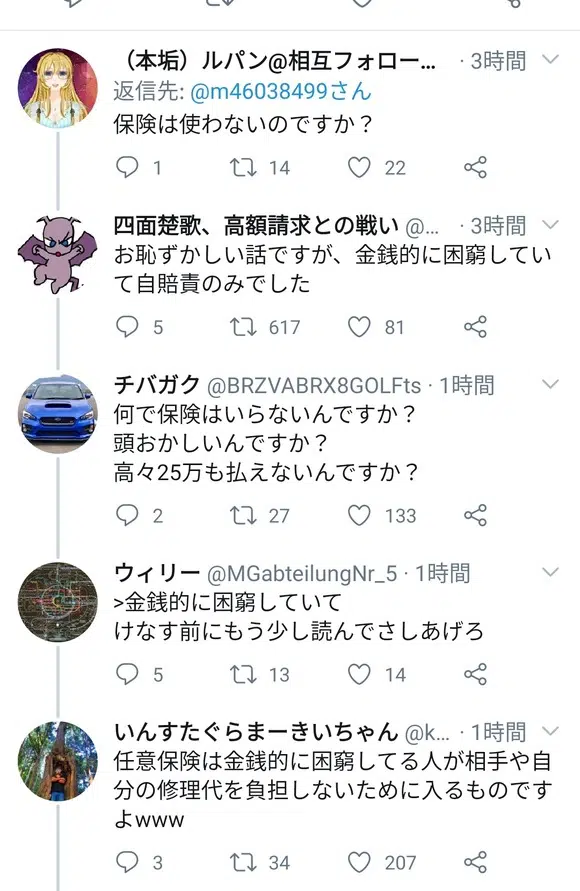 （本垢）ルパン@相互フォロー… · 3時間
返信先: @m46038499さん
保険は使わないのですか？
1 14 22
四面楚歌、高額請求との戦い @… · 3時間
お恥ずかしい話ですが、金銭的に困窮してい
て自賠責のみでした
5 617 81
チバガク @BRZVABRX8GOLFts · 1時間
何で保険はいらないんですか？
頭おかしいんですか？
高々25万も払えないんですか？
2 27 133
ウィリー @MGabteilungNr_5 · 1時間
>金銭的に困窮していて
けなす前にもう少し読んでさしあげろ
5 13 14
いんすたぐらまーきいちゃん @k... · 1時間
任意保険は金銭的に困窮してる人が相手や自
分の修理代を負担しないために入るものです
よwww
3 34 207